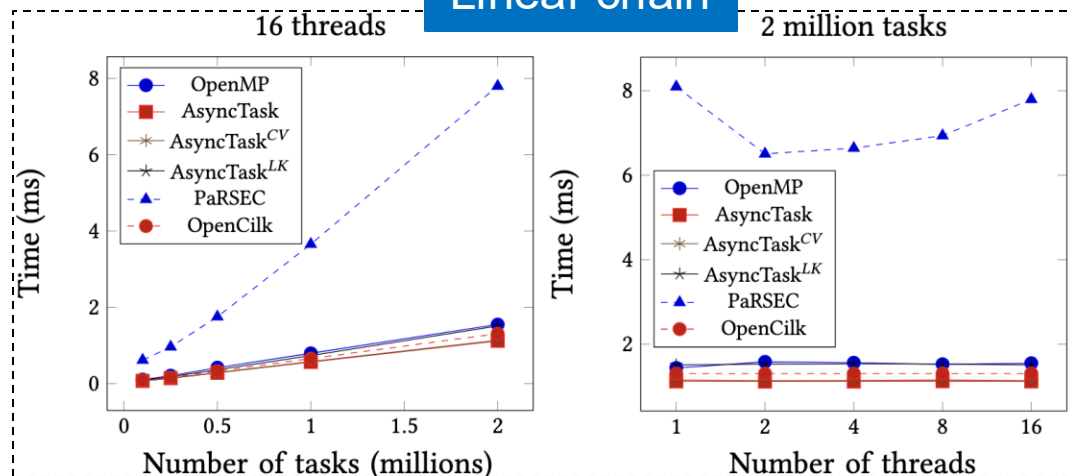 Linear chain
16 threads
8
6
4
2
0
Time (ms)
OpenMP
AsyncTask
AsyncTask^CV
AsyncTask^LK
PaRSEC
OpenCilk
0 0.5 1 1.5 2
Number of tasks (millions)
2 million tasks
8
6
4
2
Time (ms)
OpenMP
AsyncTask
AsyncTask^CV
AsyncTask^LK
PaRSEC
OpenCilk
1 2 4 8 16
Number of threads